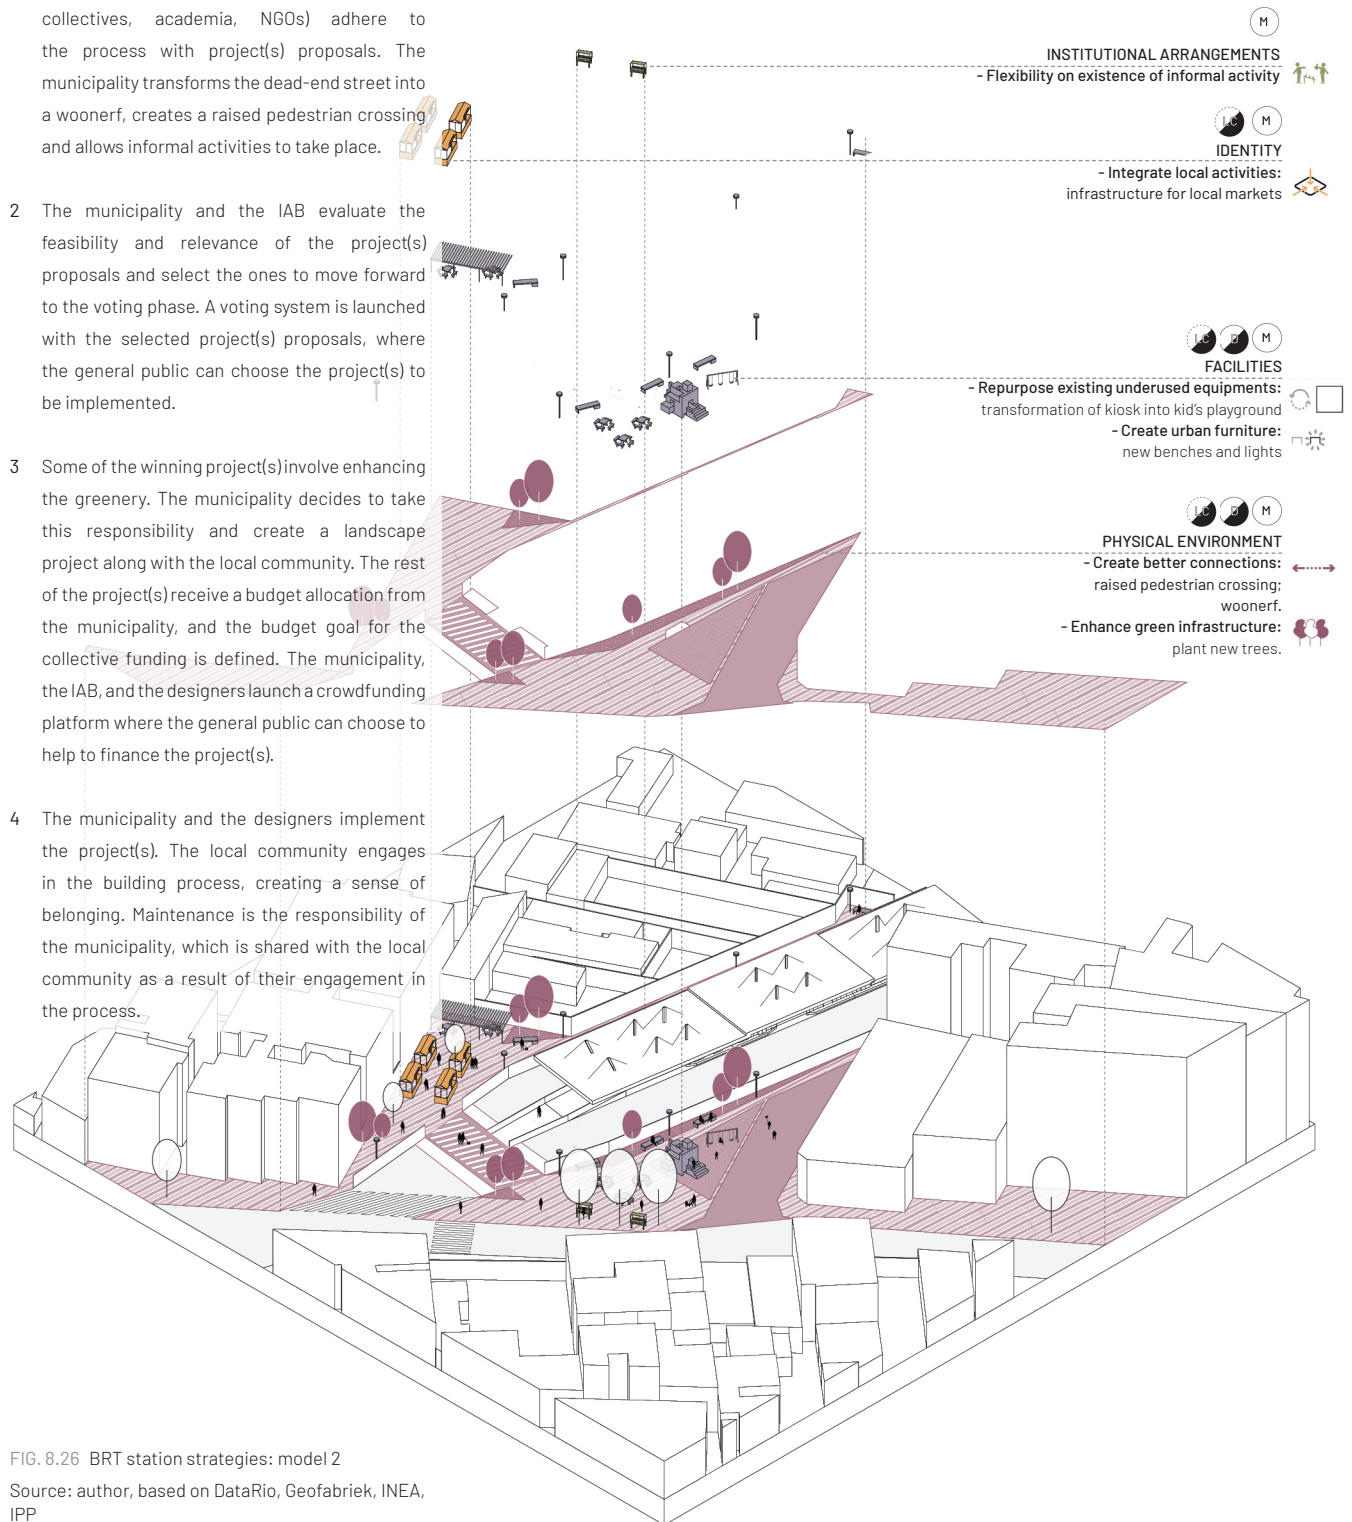 collectives, academia, NGOs) adhere to
the process with project(s) proposals. The
municipality transforms the dead-end street into
a woonerf, creates a raised pedestrian crossing
and allows informal activities to take place.
2 The municipality and the IAB evaluate the
feasibility and relevance of the project(s)
proposals and select the ones to move forward
to the voting phase. A voting system is launched
with the selected project(s) proposals, where
the general public can choose the project(s) to
be implemented.
3 Some of the winning project(s) involve enhancing
the greenery. The municipality decides to take
this responsibility and create a landscape
project along with the local community. The rest
of the project(s) receive a budget allocation from
the municipality, and the budget goal for the
collective funding is defined. The municipality,
the IAB, and the designers launch a crowdfunding
platform where the general public can choose to
help to finance the project(s).
4 The municipality and the designers implement
the project(s). The local community engages
in the building process, creating a sense of
belonging. Maintenance is the responsibility of
the municipality, which is shared with the local
community as a result of their engagement in
the process.
M
INSTITUTIONAL ARRANGEMENTS
- Flexibility on existence of informal activity
LC M
IDENTITY
- Integrate local activities:
infrastructure for local markets
LC D M
FACILITIES
- Repurpose existing underused equipments:
transformation of kiosk into kid's playground
- Create urban furniture:
new benches and lights
LC D M
PHYSICAL ENVIRONMENT
- Create better connections:
raised pedestrian crossing;
woonerf.
- Enhance green infrastructure:
plant new trees.
FIG. 8.26 BRT station strategies: model 2
Source: author, based on DataRio, Geofabriek, INEA,
IPP